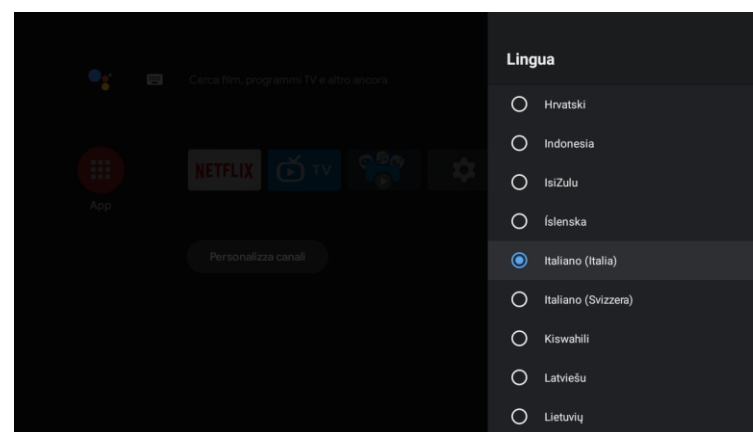 Cerca film, programmi TV e altro ancora
NETFLIX
TV
App
Personalizza canali
Lingua
Hrvatski
Indonesia
IsiZulu
Íslenska
Italiano (Italia)
Italiano (Svizzera)
Kiswahili
Latviešu
Lietuvių